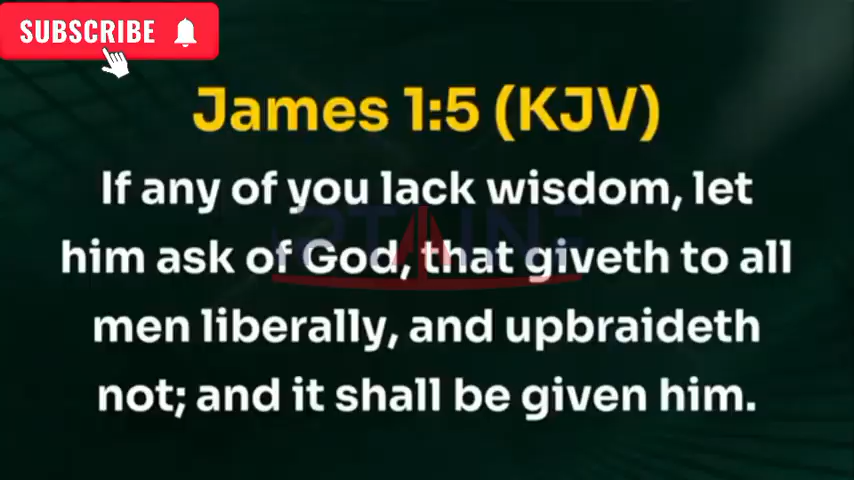 SUBSCRIBE
James 1:5 (KJV)
If any of you lack wisdom, let
him ask of God, that giveth to all
men liberally, and upbraideth
not; and it shall be given him.